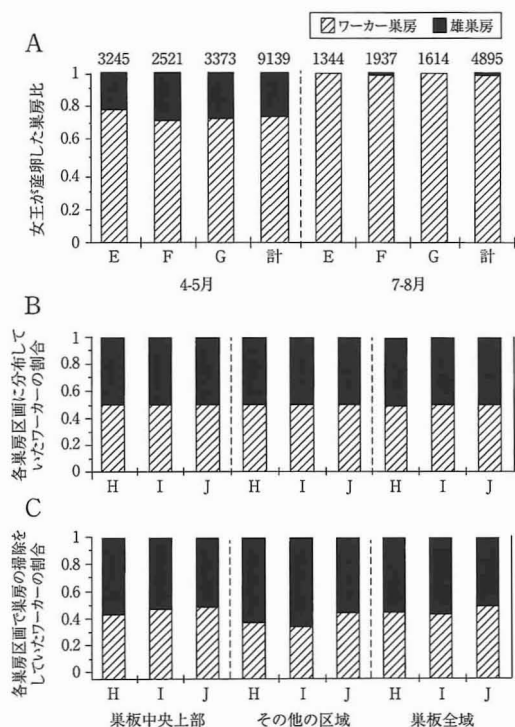 ワーカー巣房 雄巣房
A
3245 2521 3373 9139 1344 1937 1614 4895
女王が産卵した巣房比
1
0.8
0.6
0.4
0.2
0
E F G 計 E F G 計
4-5月 7-8月
B
各巣房区画に分布して
いたワーカーの割合
1
0.8
0.6
0.4
0.2
0
H I J H I J H I J
C
各巣房区画で巣房の掃除を
していたワーカーの割合
1
0.8
0.6
0.4
0.2
0
H I J H I J H I J
巣板中央上部 その他の区域 巣板全域